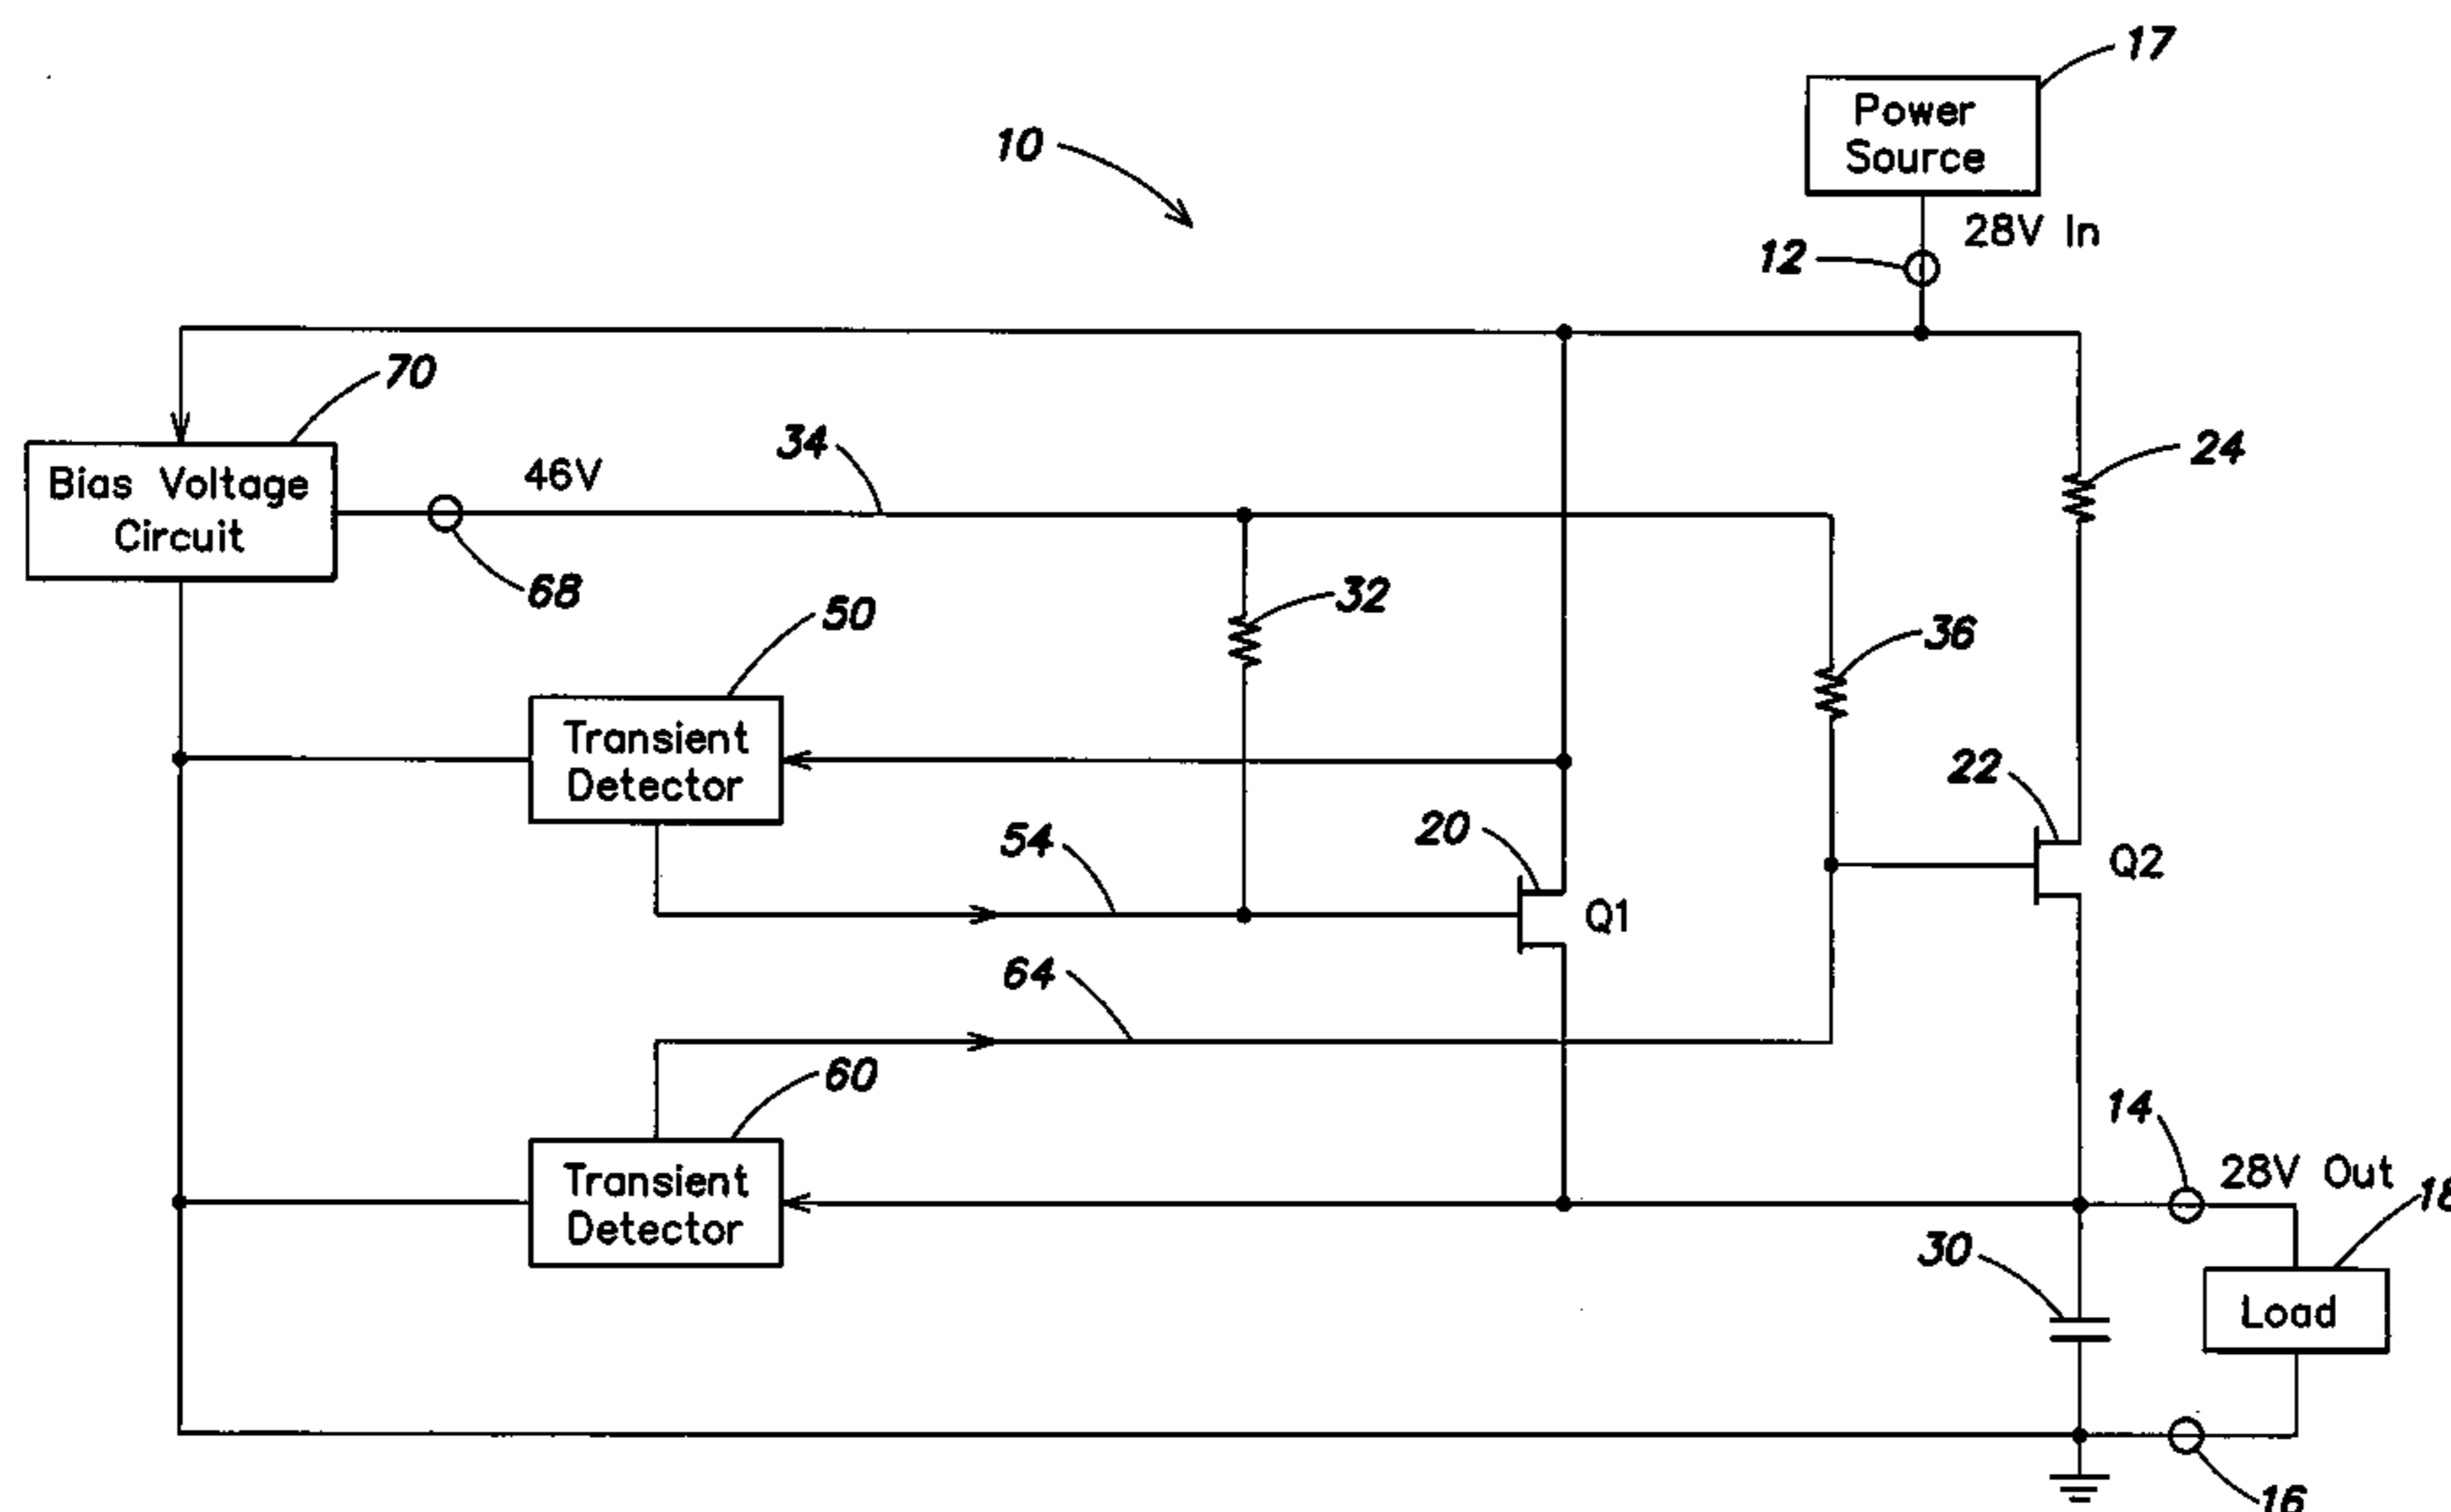 17
Power
Source
10
28V In
12
70
34
24
Bias Voltage
Circuit
46V
68
50
32
36
Transient
Detector
22
54
20
Q2
Q1
64
60
14
Transient
Detector
28V Out
30
Load
16